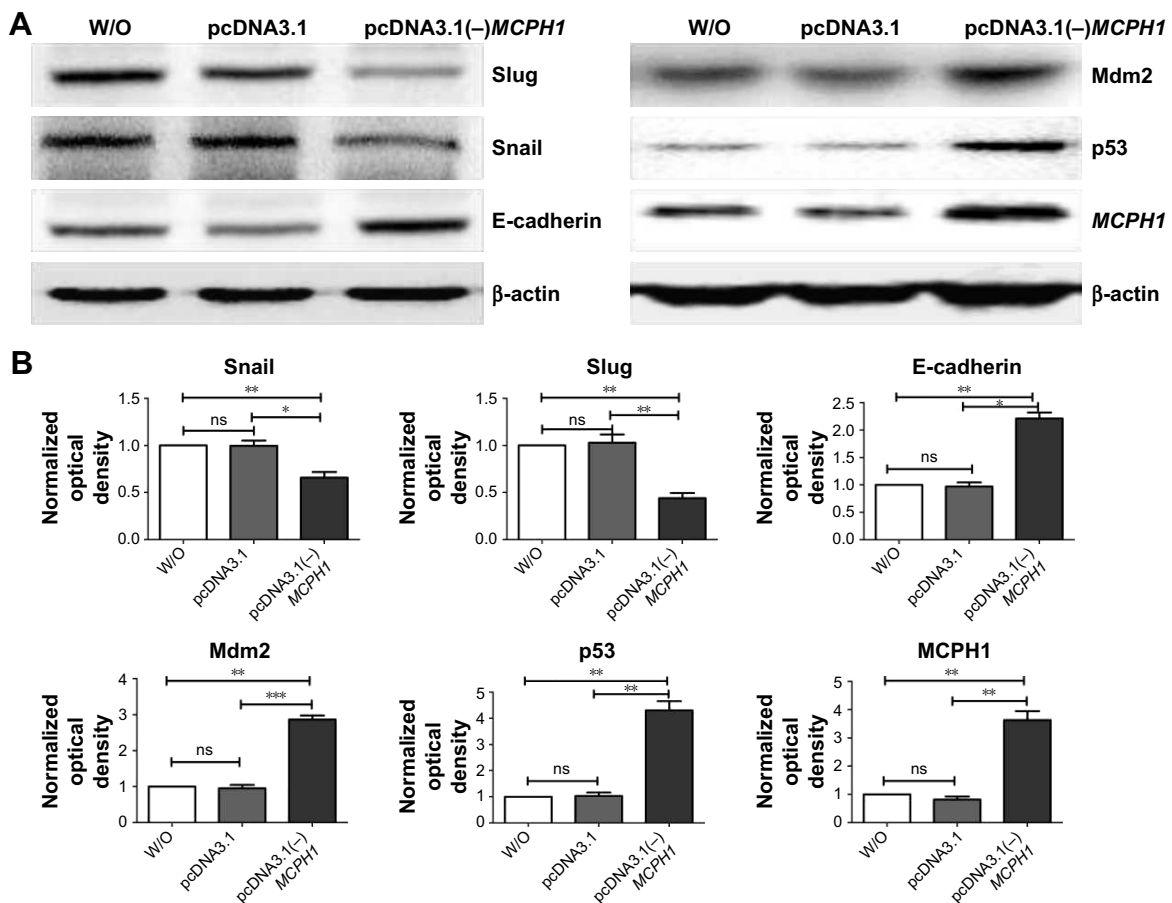 A
W/O pcDNA3.1 pcDNA3.1(–)MCPH1
Slug
Snail
E-cadherin
β-actin
W/O pcDNA3.1 pcDNA3.1(–)MCPH1
Mdm2
p53
MCPH1
β-actin
B
Snail
Normalized
optical
density
1.5
1.0
0.5
0.0
**
ns
*
W/O
pcDNA3.1
pcDNA3.1(–)
MCPH1
Slug
Normalized
optical
density
1.5
1.0
0.5
0.0
**
ns
**
W/O
pcDNA3.1
pcDNA3.1(–)
MCPH1
E-cadherin
Normalized
optical
density
2.5
2.0
1.5
1.0
0.5
0.0
**
*
ns
W/O
pcDNA3.1
pcDNA3.1(–)
MCPH1
Mdm2
Normalized
optical
density
4
3
2
1
0
**
***
ns
W/O
pcDNA3.1
pcDNA3.1(–)
MCPH1
p53
Normalized
optical
density
5
4
3
2
1
0
**
**
ns
W/O
pcDNA3.1
pcDNA3.1(–)
MCPH1
MCPH1
Normalized
optical
density
5
4
3
2
1
0
**
**
ns
W/O
pcDNA3.1
pcDNA3.1(–)
MCPH1